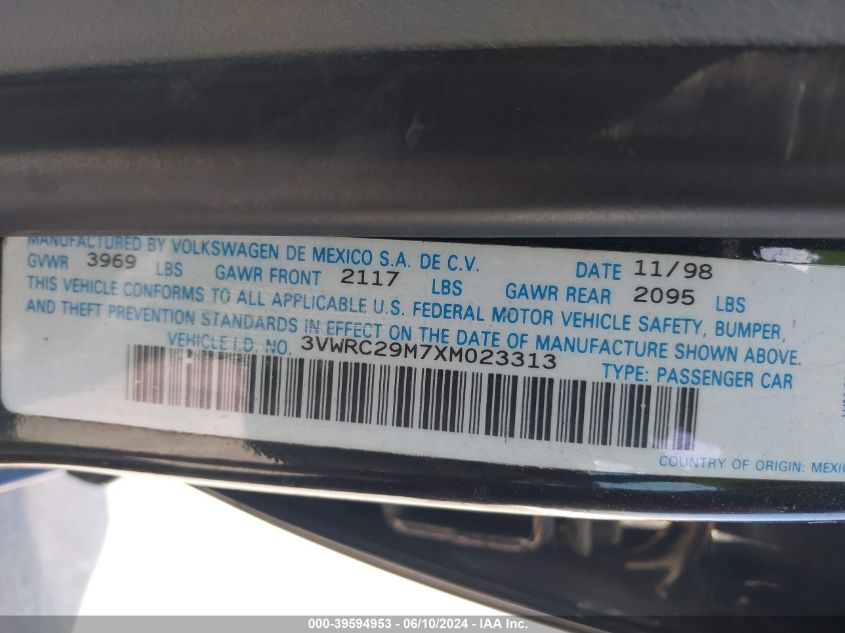 MANUFACTURED BY VOLKSWAGEN DE MEXICO S.A. DE C.V. DATE 11/98
GVWR 3969 LBS GAWR FRONT 2117 LBS GAWR REAR 2095 LBS
THIS VEHICLE CONFORMS TO ALL APPLICABLE U.S. FEDERAL MOTOR VEHICLE SAFETY, BUMPER,
AND THEFT PREVENTION STANDARDS IN EFFECT ON THE DATE OF MANUFACTURE SHOWN ABOVE.
VEHICLE I.D. NO. 3VWRC29M7XM023313 TYPE: PASSENGER CAR
COUNTRY OF ORIGIN: MEXIC
000-39594953 - 06/10/2024 - IAA Inc.